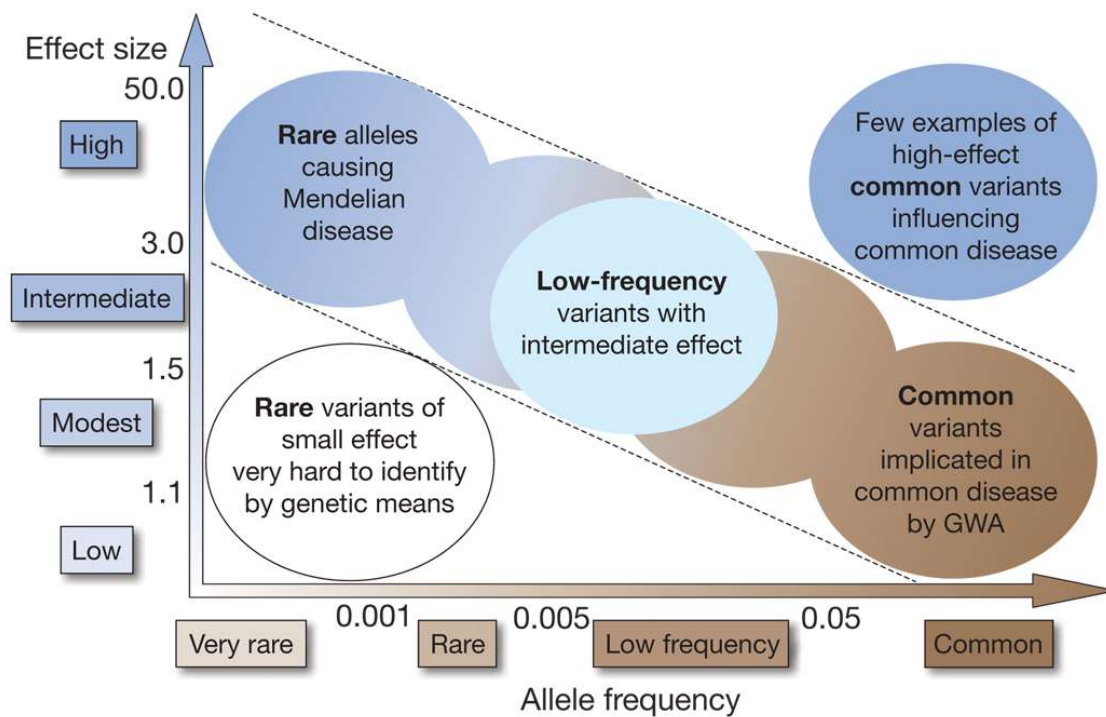 Effect size
50.0
High
3.0
Intermediate
1.5
Modest
1.1
Low
Rare alleles
causing
Mendelian
disease
Few examples of
high-effect
common variants
influencing
common disease
Low-frequency
variants with
intermediate effect
Rare variants of
small effect
very hard to identify
by genetic means
Common
variants
implicated in
common disease
by GWA
0.001
0.005
0.05
Very rare
Rare
Low frequency
Common
Allele frequency